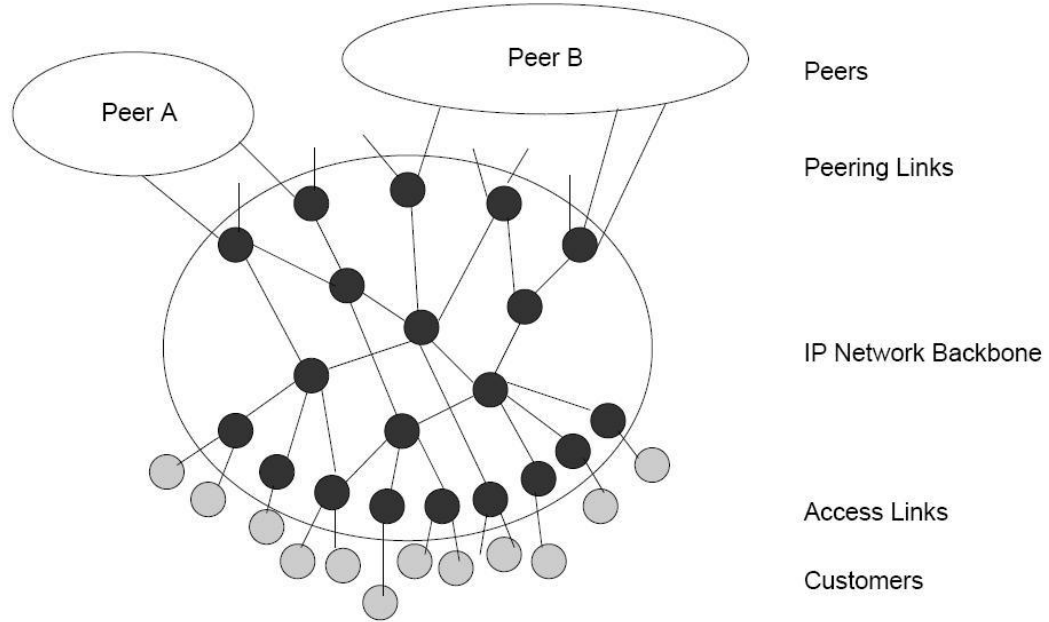 Peer B
Peers
Peer A
Peering Links
IP Network Backbone
Access Links
Customers